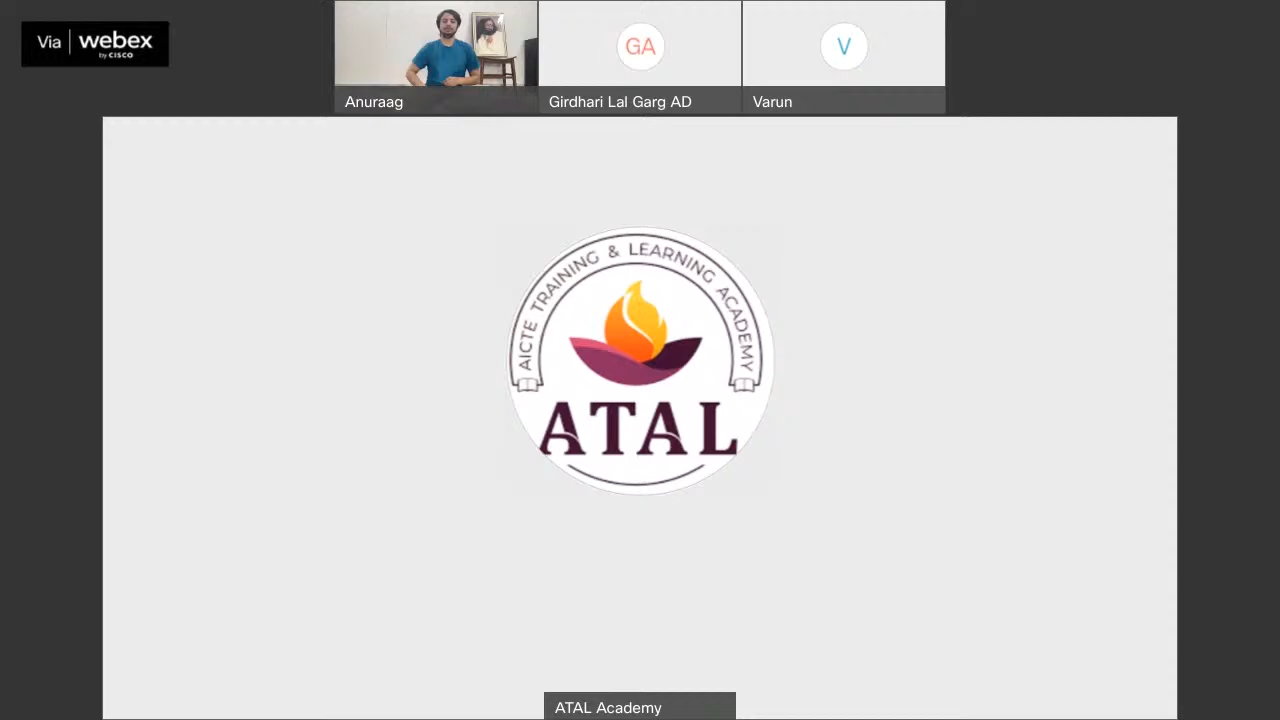 Via | webex
by CISCO
Anuraag
GA
Girdhari Lal Garg AD
V
Varun
AICTE TRAINING & LEARNING ACADEMY
ATAL
ATAL Academy